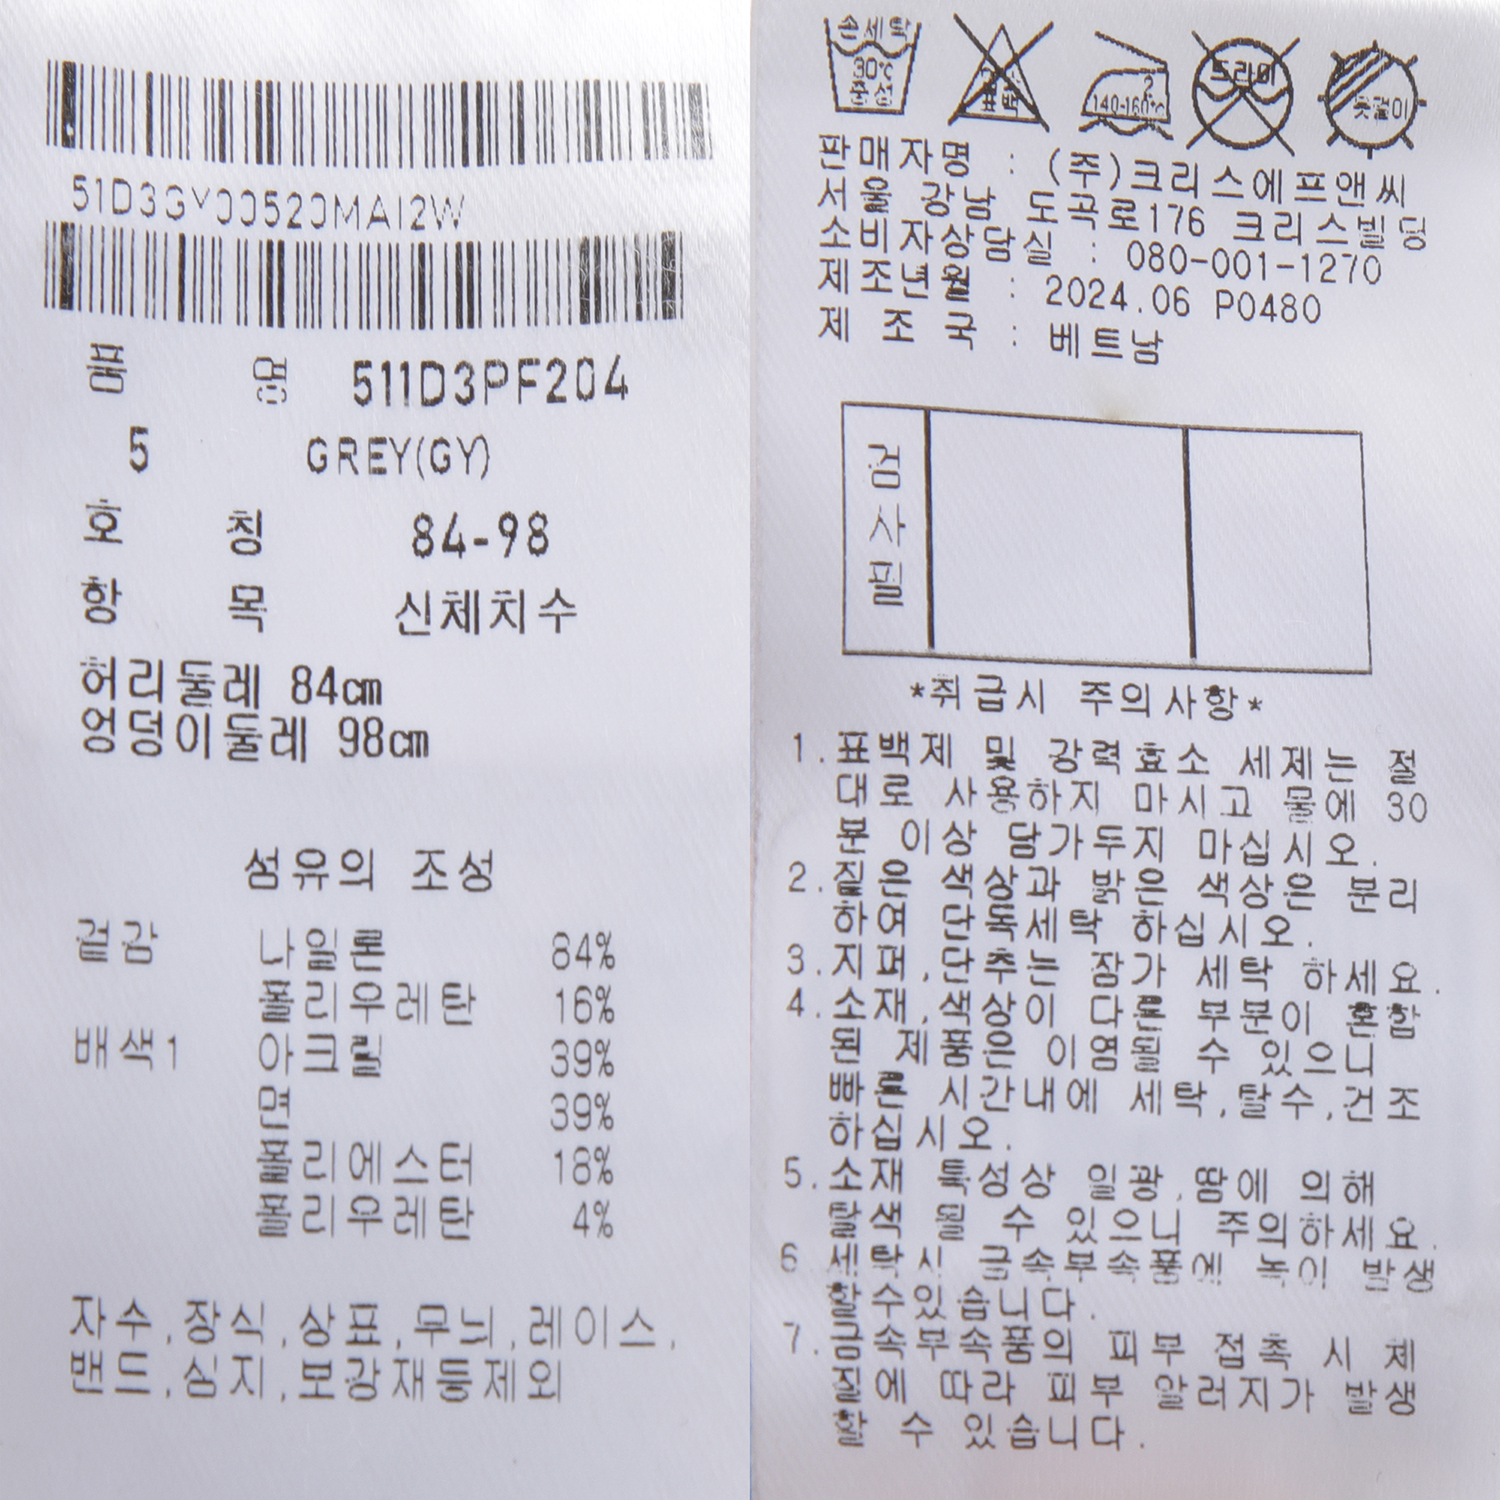 품 명 511D3PF204
5 GREY(GY)
호 칭 84-98
항 목 신체치수
허리둘레 84cm
엉덩이둘레 98cm
섬유의 조성
겉감 나일론 84%
폴리우레탄 16%
배색1 아크릴 39%
면 39%
폴리에스터 18%
폴리우레탄 4%
자수,장식,상표,무늬,레이스,
밴드,심지,보강재등제외
손세탁
30℃
중성
염소
표백
2
140-160℃
드라이
옷걸이
판매자명 : (주)크리스에프앤씨
서울 강남 도곡로176 크리스빌딩
소비자상담실 : 080-001-1270
제조년월 : 2024.06 P0480
제 조 국 : 베트남
검
사
필
*취급시 주의사항*
1.표백제 및 강력효소 세제는 절
대로 사용하지 마시고 물에 30
분 이상 담가두지 마십시오.
2.짙은 색상과 밝은 색상은 분리
하여 단독세탁 하십시오.
3.지퍼,단추는 잠가 세탁 하세요.
4.소재,색상이 다른 부분이 혼합
된 제품은 이염될 수 있으니
빠른 시간내에 세탁,탈수,건조
하십시오.
5.소재 특성상 일광,땀에 의해
탈색 될 수 있으니 주의하세요.
6 세탁시 금속부속품에 녹이 발생
할수있습니다.
7.금속부속품의 피부 접촉 시 체
질에 따라 피부 알러지가 발생
할 수 있습니다.